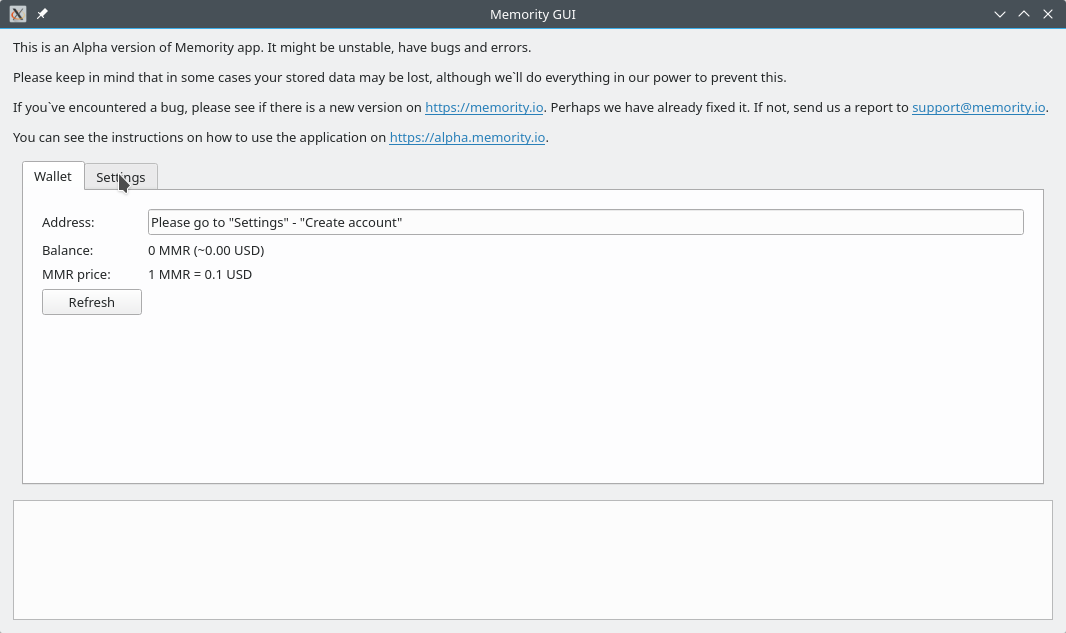 Memority GUI
This is an Alpha version of Memority app. It might be unstable, have bugs and errors.
Please keep in mind that in some cases your stored data may be lost, although we`ll do everything in our power to prevent this.
If you`ve encountered a bug, please see if there is a new version on https://memority.io. Perhaps we have already fixed it. If not, send us a report to support@memority.io.
You can see the instructions on how to use the application on https://alpha.memority.io.
Wallet Settings
Address: Please go to "Settings" - "Create account"
Balance: 0 MMR (~0.00 USD)
MMR price: 1 MMR = 0.1 USD
Refresh